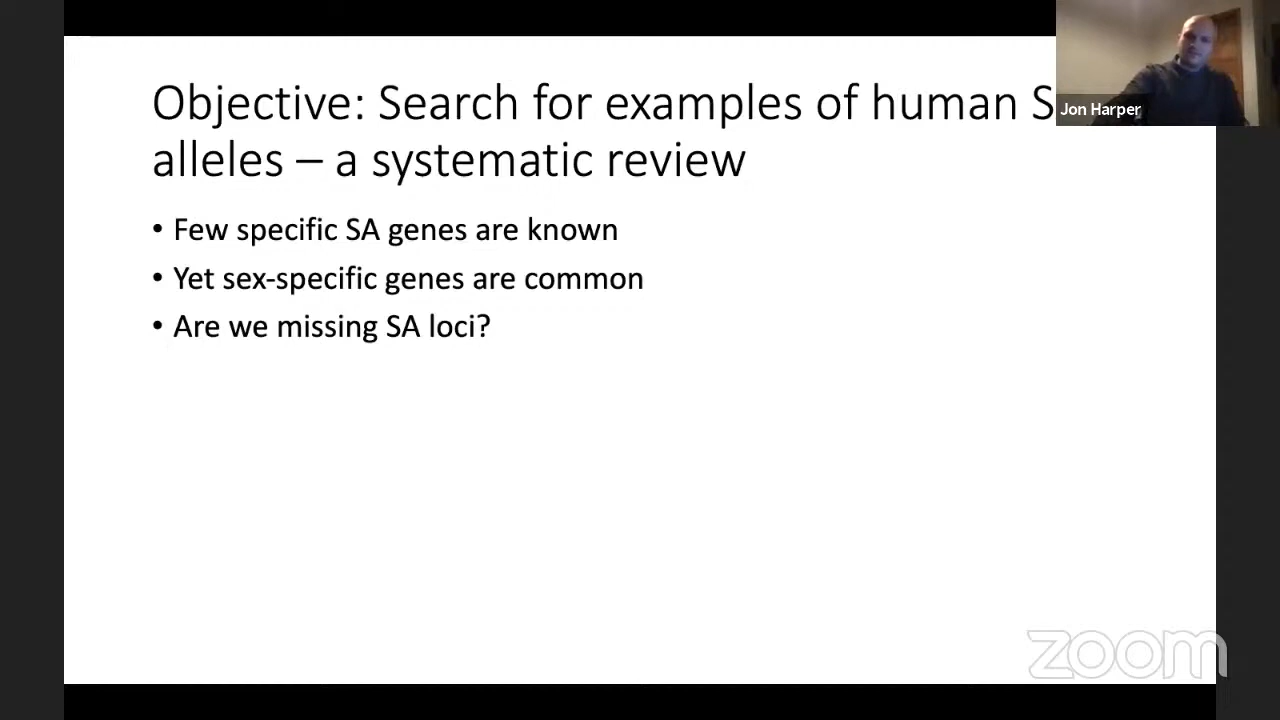 Objective: Search for examples of human S
alleles – a systematic review
• Few specific SA genes are known
• Yet sex-specific genes are common
• Are we missing SA loci?
Jon Harper
zoom